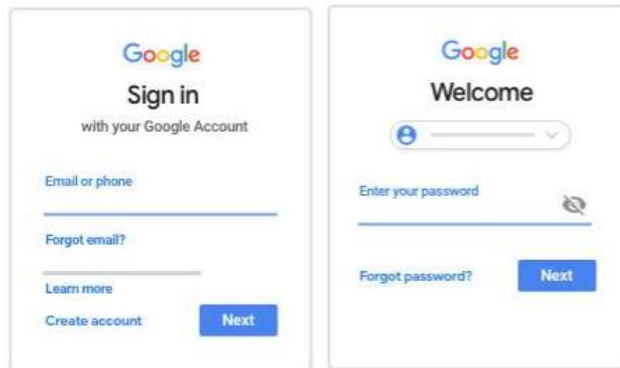 Google
Sign in
with your Google Account
Email or phone
Forgot email?
Learn more
Create account
Next
Google
Welcome
Enter your password
Forgot password?
Next